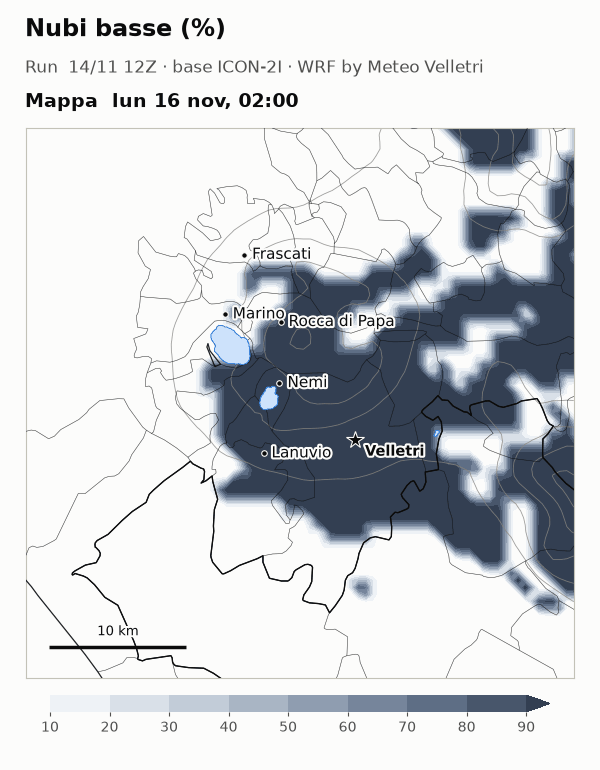 Nubi basse (%)
Run  14/11 12Z · base ICON-2I · WRF by Meteo Velletri
Mappa  lun 16 nov, 02:00
Frascati
Marino
Rocca di Papa
Nemi
Velletri
Lanuvio
10 km
10 20 30 40 50 60 70 80 90